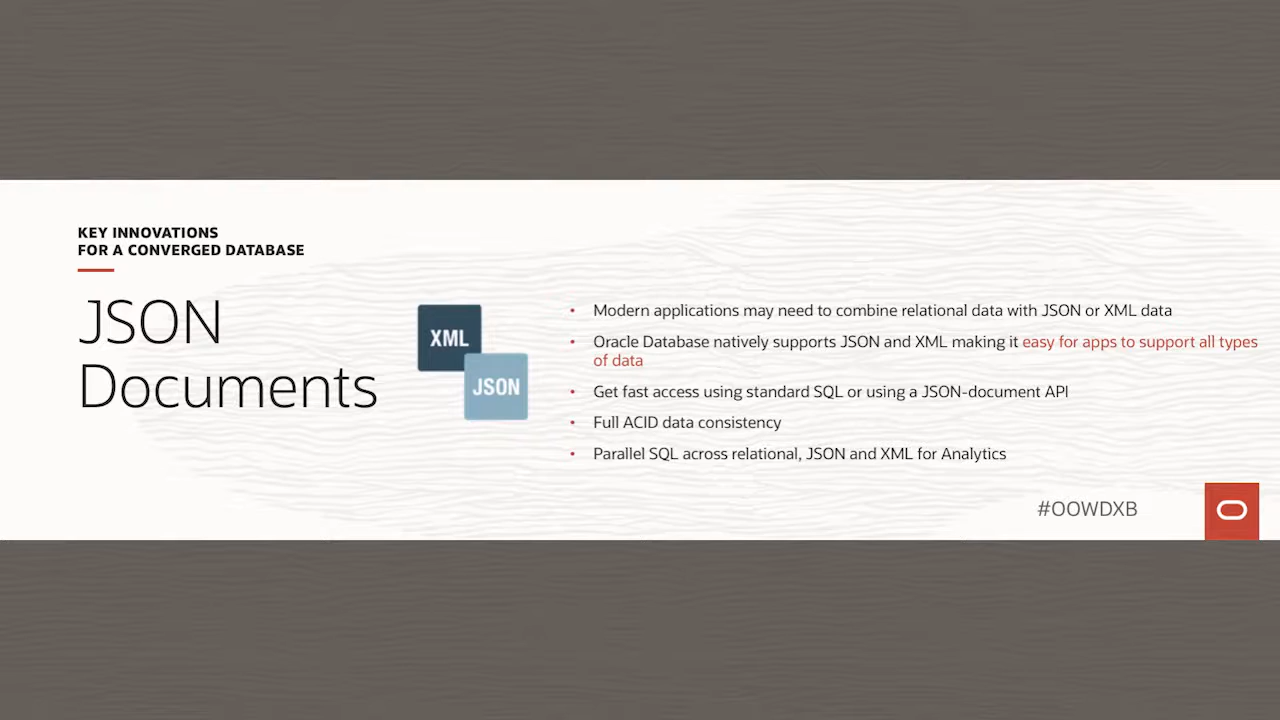 KEY INNOVATIONS
FOR A CONVERGED DATABASE
JSON
Documents
XML
JSON
• Modern applications may need to combine relational data with JSON or XML data
• Oracle Database natively supports JSON and XML making it easy for apps to support all types
of data
• Get fast access using standard SQL or using a JSON-document API
• Full ACID data consistency
• Parallel SQL across relational, JSON and XML for Analytics
#OOWDXB